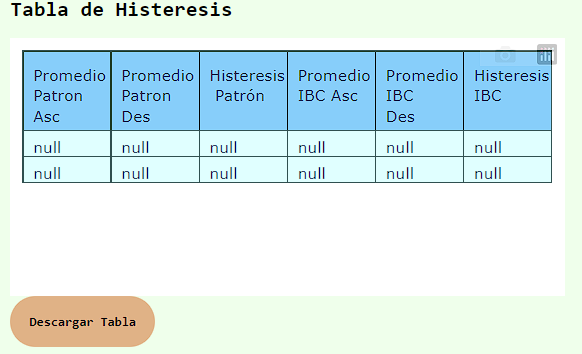 Tabla de Histeresis
Promedio Patron Asc
Promedio Patron Des
Histeresis Patrón
Promedio IBC Asc
Promedio IBC Des
Histeresis IBC
null null null null null null
null null null null null null
Descargar Tabla